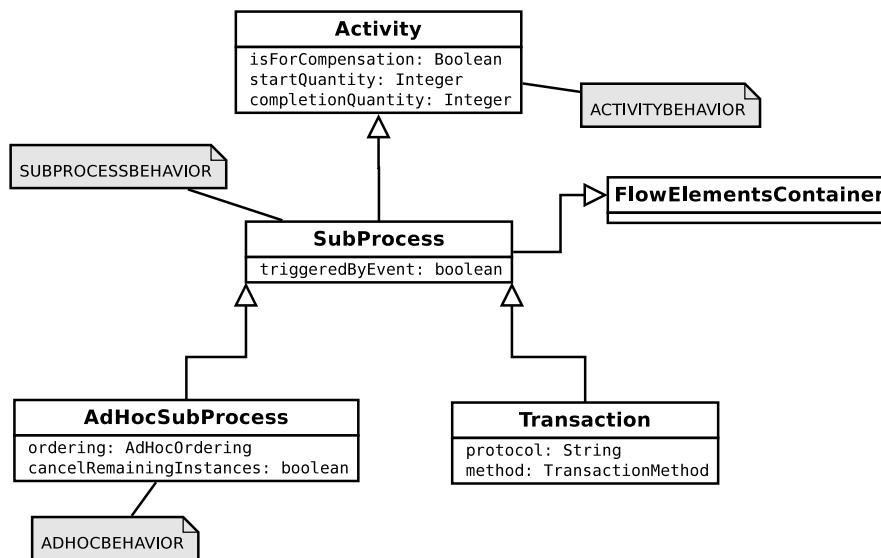 Activity
isForCompensation: Boolean
startQuantity: Integer
completionQuantity: Integer
ACTIVITYBEHAVIOR
SUBPROCESSBEHAVIOR
FlowElementsContainer
SubProcess
triggeredByEvent: boolean
AdHocSubProcess
ordering: AdHocOrdering
cancelRemainingInstances: boolean
Transaction
protocol: String
method: TransactionMethod
ADHOCBEHAVIOR